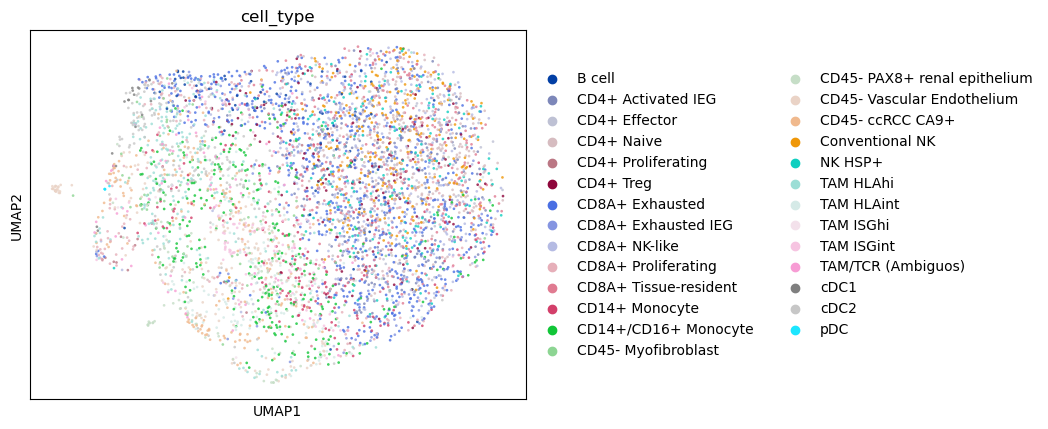 cell_type
UMAP2
UMAP1
B cell
CD4+ Activated IEG
CD4+ Effector
CD4+ Naive
CD4+ Proliferating
CD4+ Treg
CD8A+ Exhausted
CD8A+ Exhausted IEG
CD8A+ NK-like
CD8A+ Proliferating
CD8A+ Tissue-resident
CD14+ Monocyte
CD14+/CD16+ Monocyte
CD45- Myofibroblast
CD45- PAX8+ renal epithelium
CD45- Vascular Endothelium
CD45- ccRCC CA9+
Conventional NK
NK HSP+
TAM HLAhi
TAM HLAint
TAM ISGhi
TAM ISGint
TAM/TCR (Ambiguos)
cDC1
cDC2
pDC